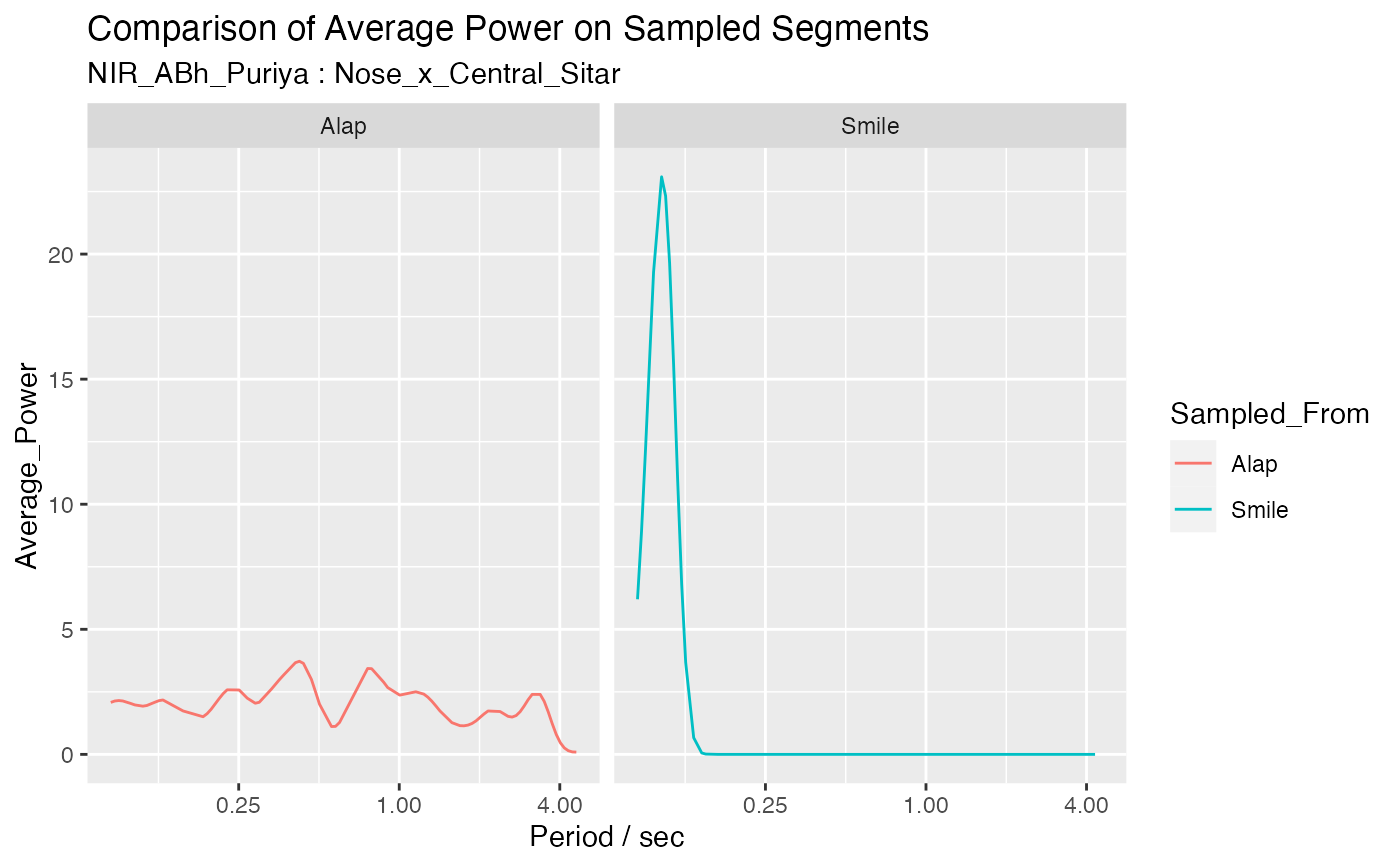 Comparison of Average Power on Sampled Segments
NIR_ABh_Puriya : Nose_x_Central_Sitar
Alap
Smile
20
15
10
5
0
Average_Power
0.25
1.00
4.00
0.25
1.00
4.00
Period / sec
Sampled_From
Alap
Smile